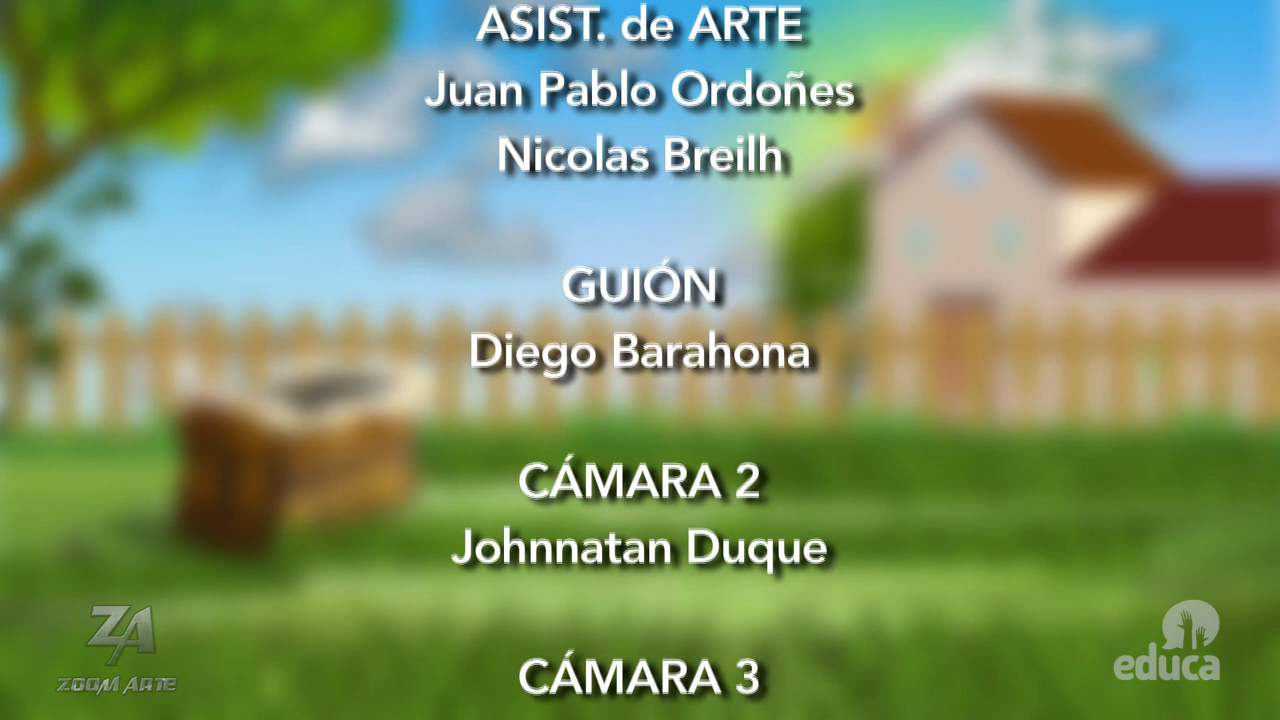 ASIST. de ARTE
Juan Pablo Ordoñes
Nicolas Breilh
GUIÓN
Diego Barahona
CÁMARA 2
Johnnatan Duque
CÁMARA 3
ZA
ZOOM ARTE
educa